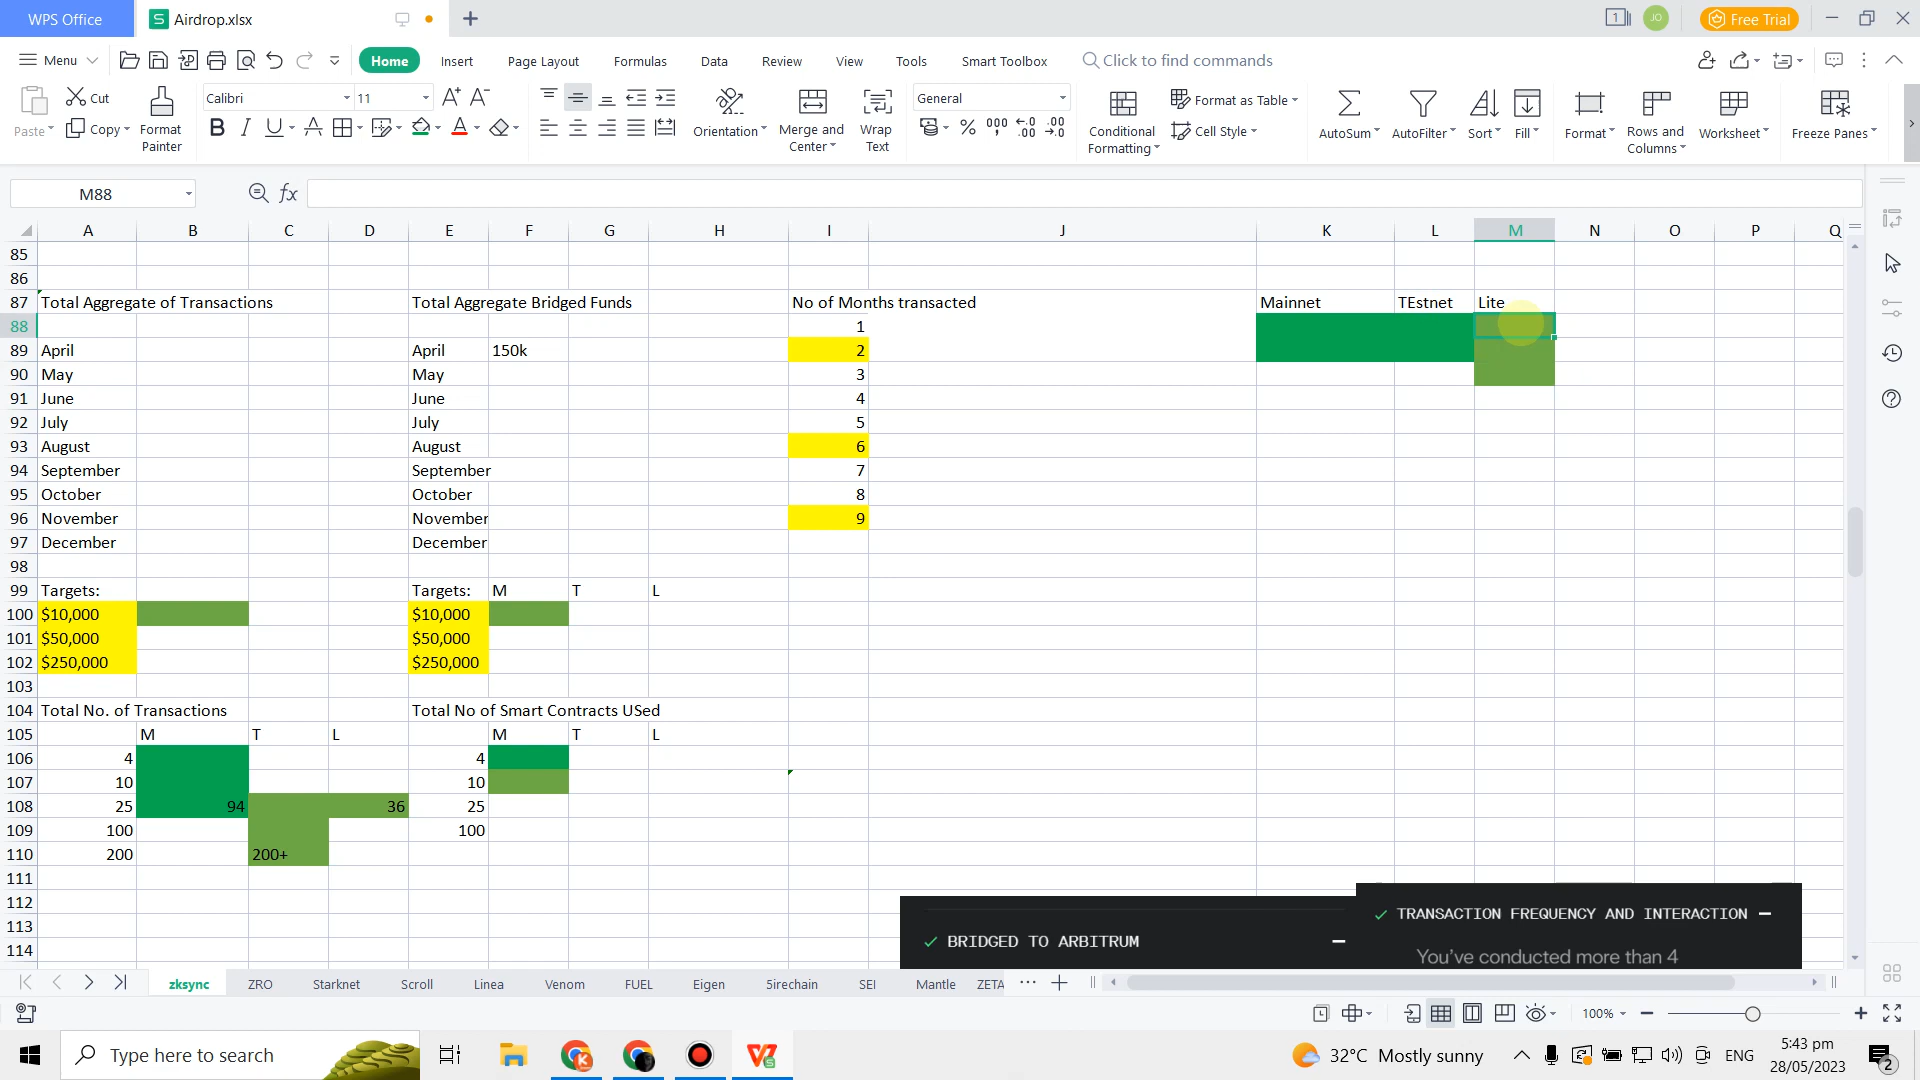 WPS Office
Airdrop.xlsx
1
JO
Free Trial
Menu
Home
Insert
Page Layout
Formulas
Data
Review
View
Tools
Smart Toolbox
Click to find commands
Paste
Cut
Copy
Format Painter
Calibri
11
Orientation
Merge and Center
Wrap Text
General
Conditional Formatting
Format as Table
Cell Style
AutoSum
AutoFilter
Sort
Fill
Format
Rows and Columns
Worksheet
Freeze Panes
M88
A B C D E F G H I J K L M N O P Q
85
86
87 Total Aggregate of Transactions Total Aggregate Bridged Funds No of Months transacted Mainnet TEstnet Lite
88 1
89 April April 150k 2
90 May May 3
91 June June 4
92 July July 5
93 August August 6
94 September September 7
95 October October 8
96 November November 9
97 December December
98
99 Targets: Targets: M T L
100 $10,000 $10,000
101 $50,000 $50,000
102 $250,000 $250,000
103
104 Total No. of Transactions Total No of Smart Contracts USed
105 M T L M T L
106 4 4
107 10 10
108 25 94 36 25
109 100 100
110 200 200+
111
112
113
114
TRANSACTION FREQUENCY AND INTERACTION
BRIDGED TO ARBITRUM
You've conducted more than 4
zksync ZRO Starknet Scroll Linea Venom FUEL Eigen 5irechain SEI Mantle ZETA
100%
Type here to search
32°C Mostly sunny
ENG
5:43 pm
28/05/2023
2